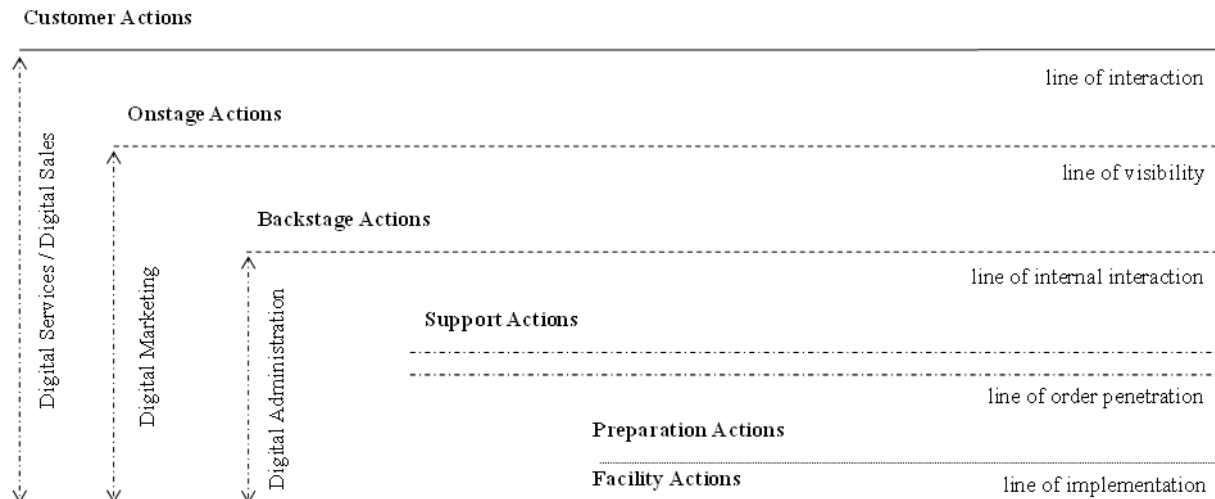 Customer Actions
line of interaction
Onstage Actions
line of visibility
Backstage Actions
line of internal interaction
Support Actions
line of order penetration
Preparation Actions
Facility Actions
line of implementation
Digital Services / Digital Sales
Digital Marketing
Digital Administration